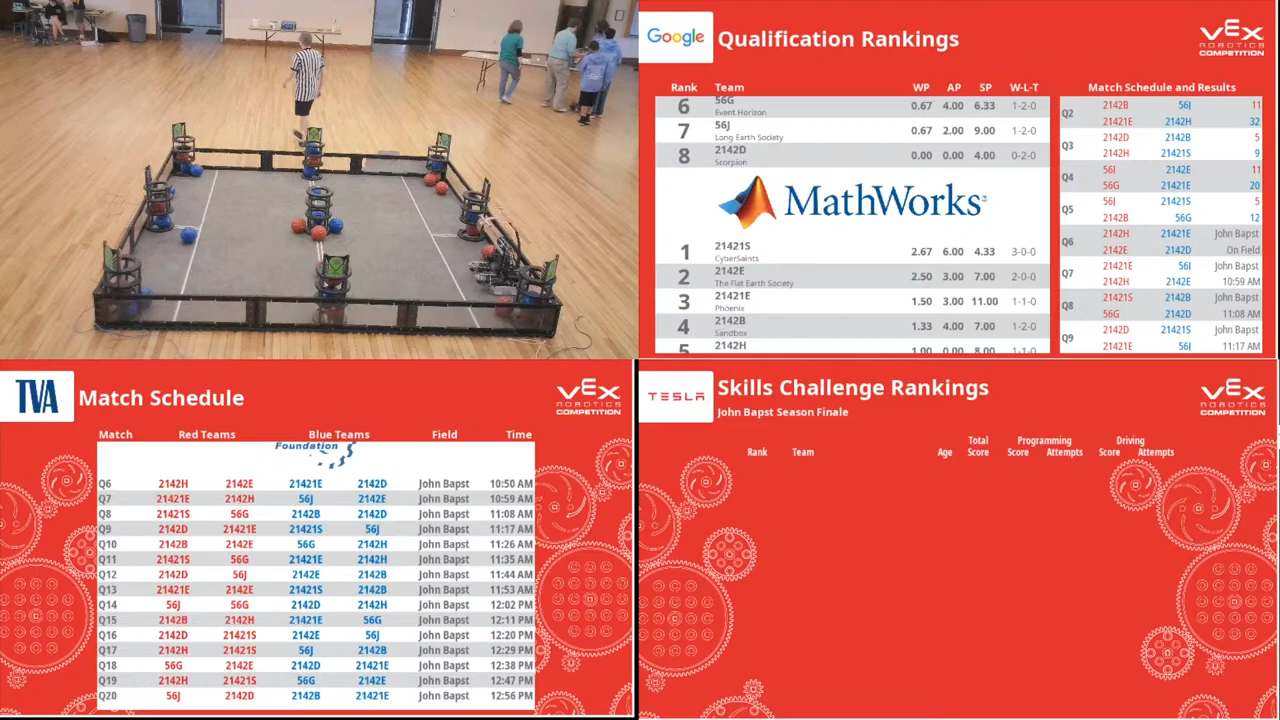 Google
Qualification Rankings
VEX
ROBOTICS
COMPETITION
Rank Team WP AP SP W-L-T
6 56G 0.67 4.00 6.33 1-2-0
Event Horizon
7 56J 0.67 2.00 9.00 1-2-0
Long Earth Society
8 2142D 0.00 0.00 4.00 0-2-0
Scorpion
MathWorks
1 21421S 2.67 6.00 4.33 3-0-0
CyberSaints
2 2142E 2.50 3.00 7.00 2-0-0
The Flat Earth Society
3 21421E 1.50 3.00 11.00 1-1-0
Phoenix
4 2142B 1.33 4.00 7.00 1-2-0
Sandbox
5 2142H 1.00 0.00 8.00 1-1-0
Match Schedule and Results
Q2 2142B 56J 11
21421E 2142H 32
Q3 2142D 2142B 5
2142H 21421S 9
Q4 56J 2142E 11
56G 21421E 20
Q5 56J 21421S 5
2142B 56G 12
Q6 2142H 21421E John Bapst
2142E 2142D On Field
Q7 21421E 56J John Bapst
2142H 2142E 10:59 AM
Q8 21421S 2142B John Bapst
56G 2142D 11:08 AM
Q9 2142D 21421S John Bapst
21421E 56J 11:17 AM
TVA
Match Schedule
VEX
ROBOTICS
COMPETITION
Match Red Teams Blue Teams Field Time
Foundation
Q6 2142H 2142E 21421E 2142D John Bapst 10:50 AM
Q7 21421E 2142H 56J 2142E John Bapst 10:59 AM
Q8 21421S 56G 2142B 2142D John Bapst 11:08 AM
Q9 2142D 21421E 21421S 56J John Bapst 11:17 AM
Q10 2142B 2142E 56G 2142H John Bapst 11:26 AM
Q11 21421S 56G 21421E 2142H John Bapst 11:35 AM
Q12 2142D 56J 2142E 2142B John Bapst 11:44 AM
Q13 21421E 2142E 21421S 2142B John Bapst 11:53 AM
Q14 56J 56G 2142D 2142H John Bapst 12:02 PM
Q15 2142B 2142H 21421E 56G John Bapst 12:11 PM
Q16 2142D 21421S 2142E 56J John Bapst 12:20 PM
Q17 2142H 21421S 56J 2142B John Bapst 12:29 PM
Q18 56G 2142E 2142D 21421E John Bapst 12:38 PM
Q19 2142H 21421S 56G 2142E John Bapst 12:47 PM
Q20 56J 2142D 2142B 21421E John Bapst 12:56 PM
TESLA
Skills Challenge Rankings
John Bapst Season Finale
VEX
ROBOTICS
COMPETITION
Total Programming Driving
Rank Team Age Score Score Attempts Score Attempts